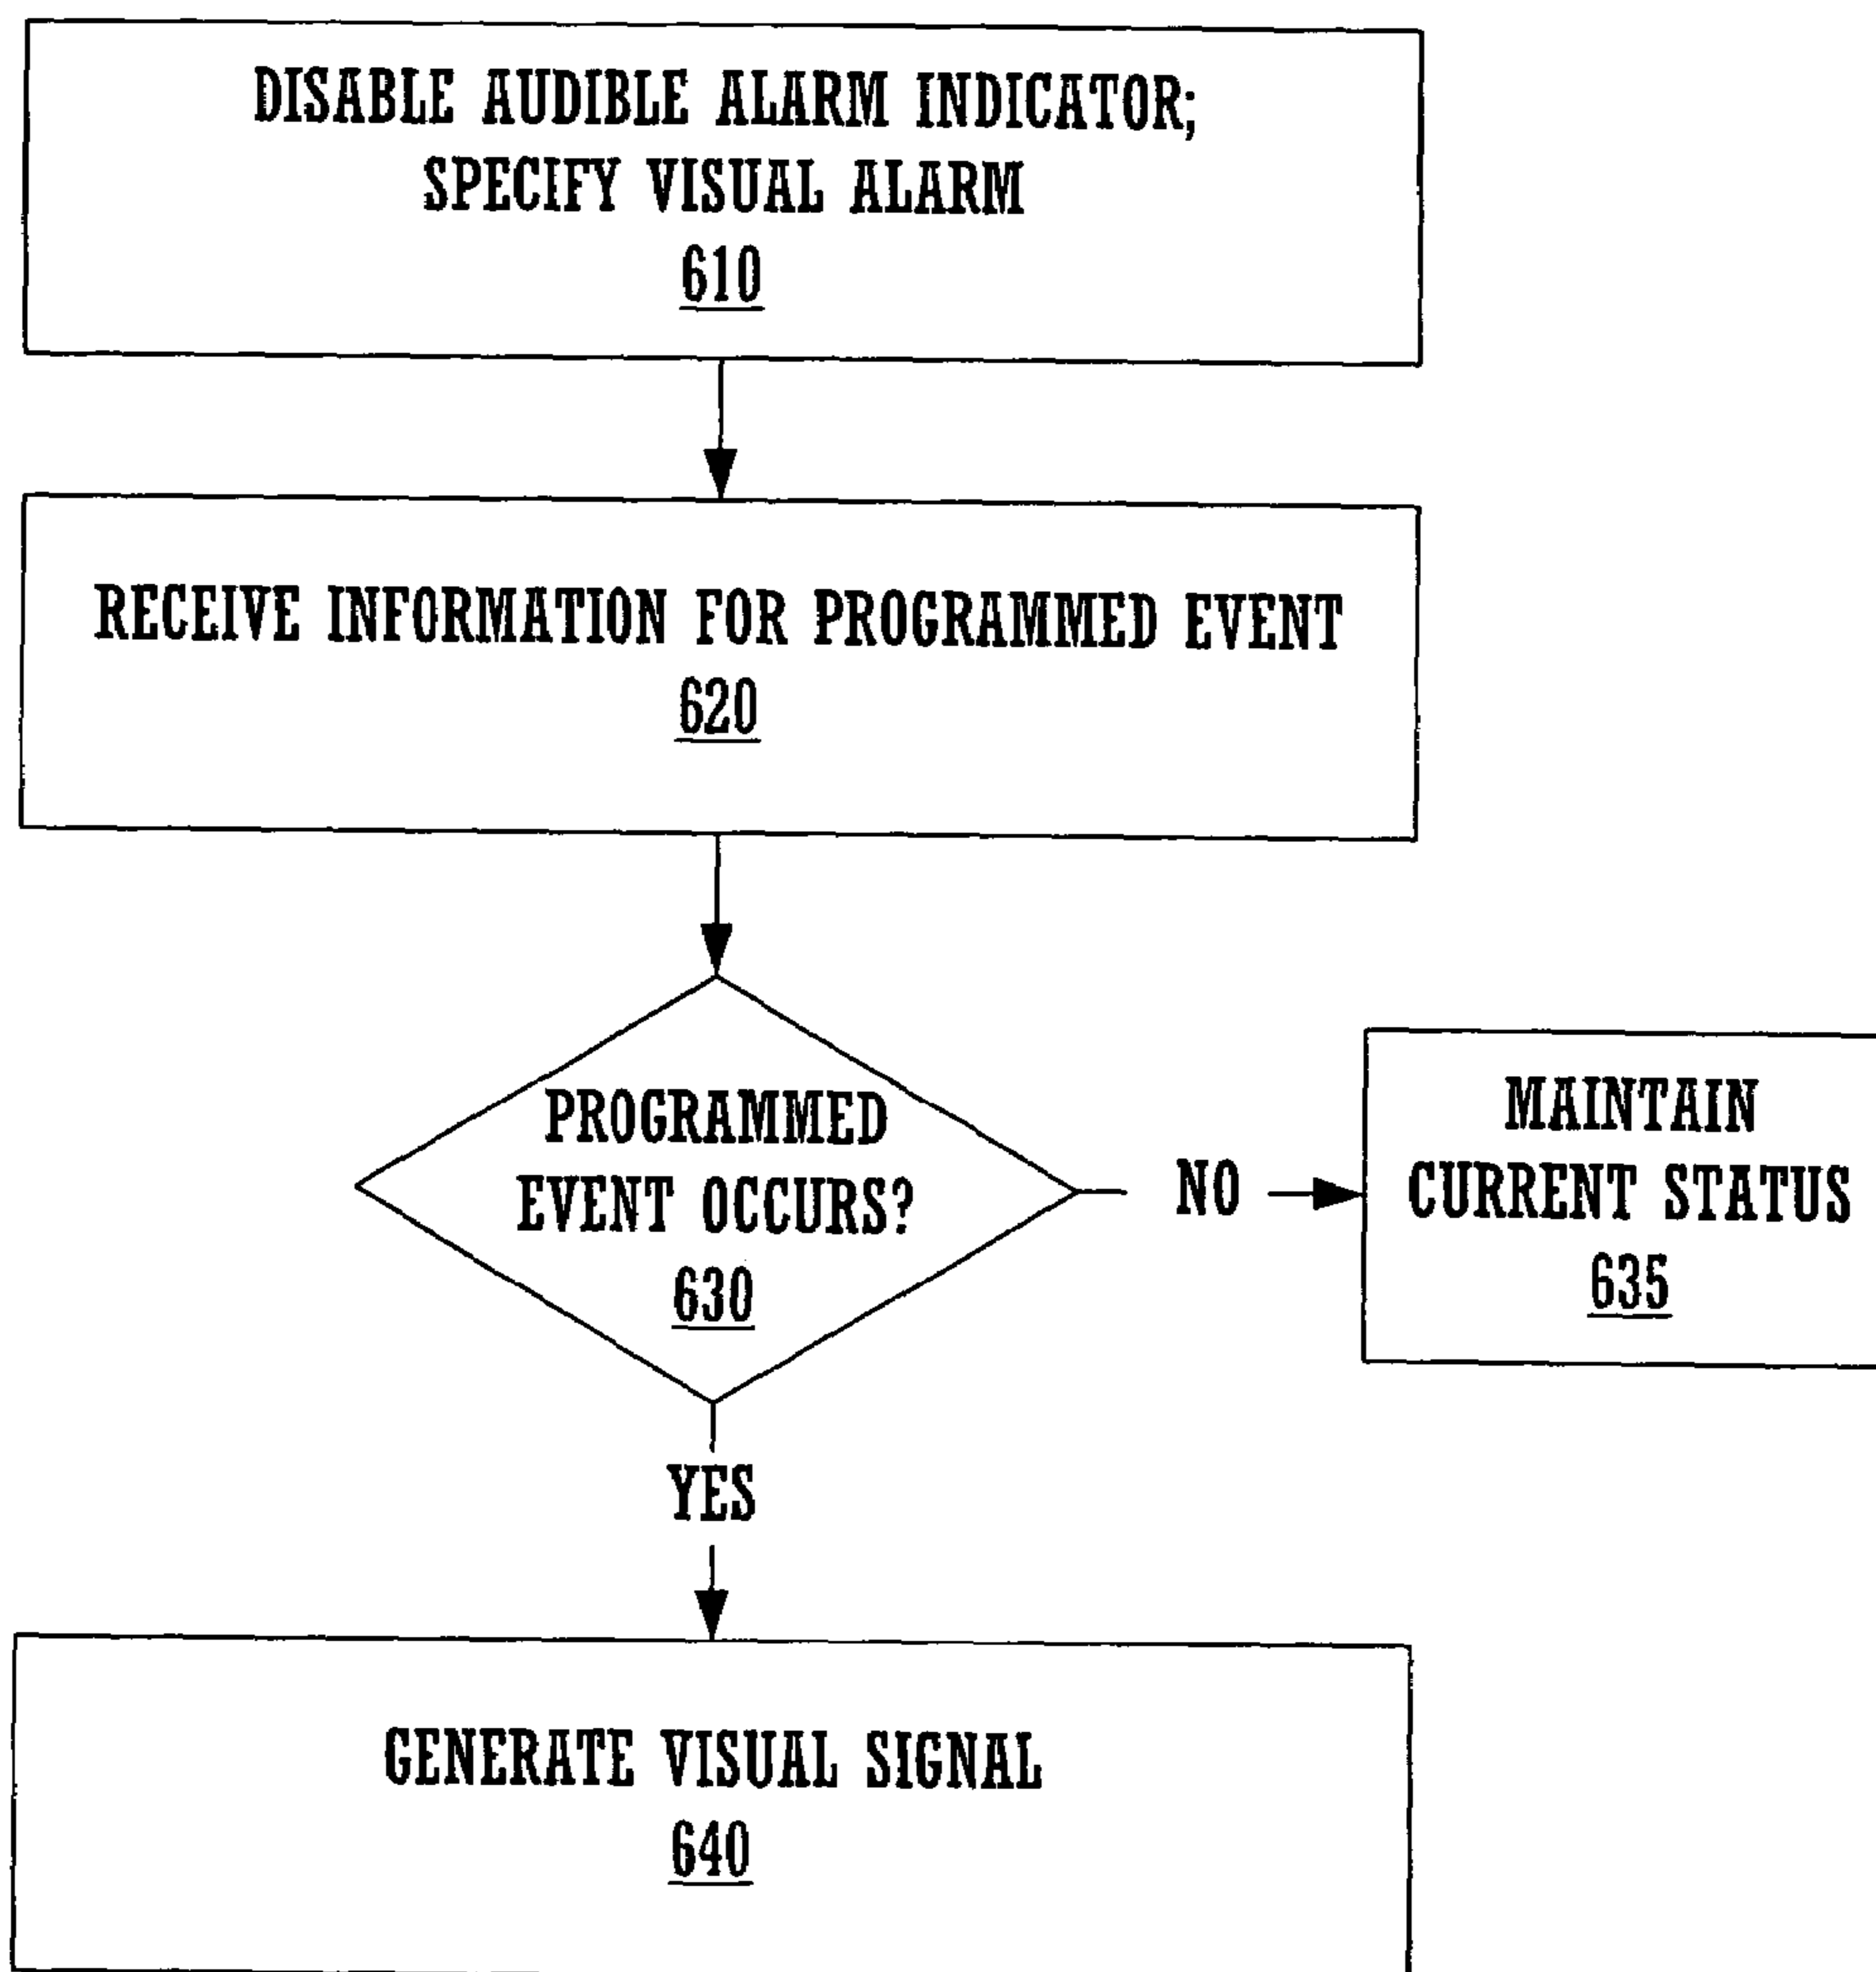 DISABLE AUDIBLE ALARM INDICATOR;
SPECIFY VISUAL ALARM
610
RECEIVE INFORMATION FOR PROGRAMMED EVENT
620
PROGRAMMED
EVENT OCCURS?
630
NO
MAINTAIN
CURRENT STATUS
635
YES
GENERATE VISUAL SIGNAL
640